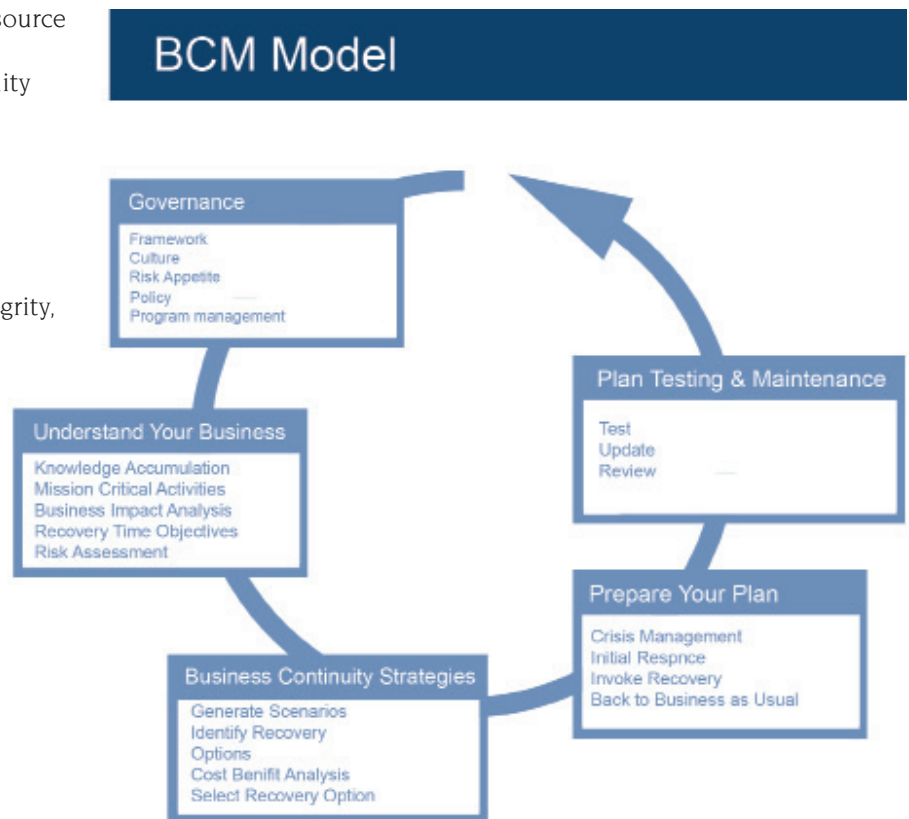 source
ity
grity,
BCM Model
Governance
Framework
Culture
Risk Appetite
Policy
Program management
Understand Your Business
Knowledge Accumulation
Mission Critical Activities
Business Impact Analysis
Recovery Time Objectives
Risk Assessment
Business Continuity Strategies
Generate Scenarios
Identify Recovery
Options
Cost Benifit Analysis
Select Recovery Option
Prepare Your Plan
Crisis Management
Initial Resprice
Invoke Recovery
Back to Business as Usual
Plan Testing & Maintenance
Test
Update
Review